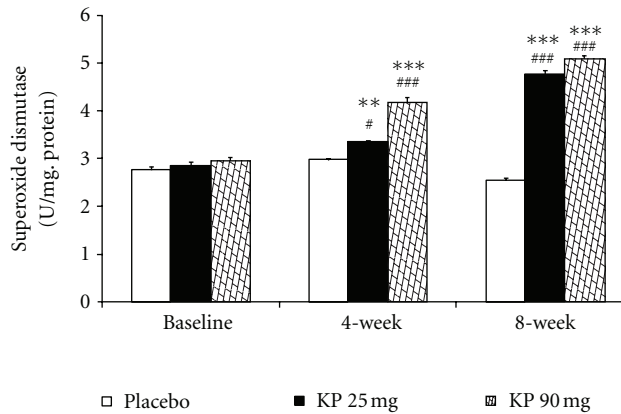 Superoxide dismutase
(U/mg. protein)
6
5
4
3
2
1
0
**
#
***
###
***
###
***
###
Baseline
4-week
8-week
Placebo
KP 25 mg
KP 90 mg